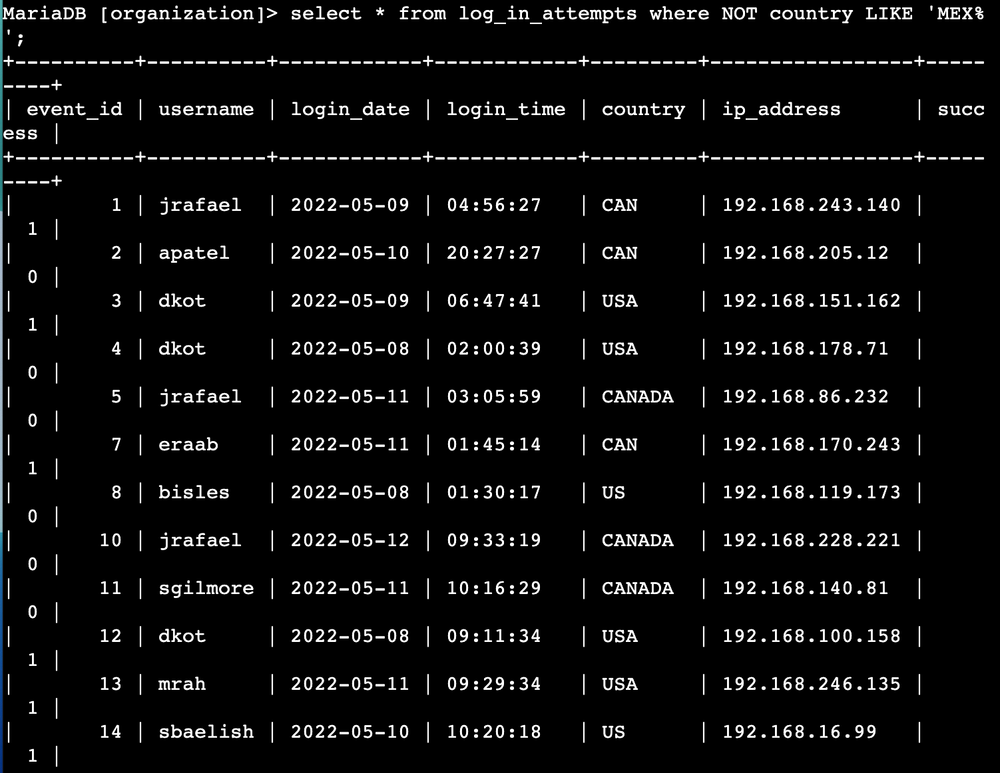 MariaDB [organization]> select * from log_in_attempts where NOT country LIKE 'MEX%
';
+----------+----------+------------+------------+---------+-----------------+-----
----+
| event_id | username | login_date | login_time | country | ip_address      | succ
ess |
+----------+----------+------------+------------+---------+-----------------+-----
----+
|        1 | jrafael  | 2022-05-09 | 04:56:27   | CAN     | 192.168.243.140 |
  1 |
|        2 | apatel   | 2022-05-10 | 20:27:27   | CAN     | 192.168.205.12  |
  0 |
|        3 | dkot     | 2022-05-09 | 06:47:41   | USA     | 192.168.151.162 |
  1 |
|        4 | dkot     | 2022-05-08 | 02:00:39   | USA     | 192.168.178.71  |
  0 |
|        5 | jrafael  | 2022-05-11 | 03:05:59   | CANADA  | 192.168.86.232  |
  0 |
|        7 | eraab    | 2022-05-11 | 01:45:14   | CAN     | 192.168.170.243 |
  1 |
|        8 | bisles   | 2022-05-08 | 01:30:17   | US      | 192.168.119.173 |
  0 |
|       10 | jrafael  | 2022-05-12 | 09:33:19   | CANADA  | 192.168.228.221 |
  0 |
|       11 | sgilmore | 2022-05-11 | 10:16:29   | CANADA  | 192.168.140.81  |
  0 |
|       12 | dkot     | 2022-05-08 | 09:11:34   | USA     | 192.168.100.158 |
  1 |
|       13 | mrah     | 2022-05-11 | 09:29:34   | USA     | 192.168.246.135 |
  1 |
|       14 | sbaelish | 2022-05-10 | 10:20:18   | US      | 192.168.16.99   |
  1 |